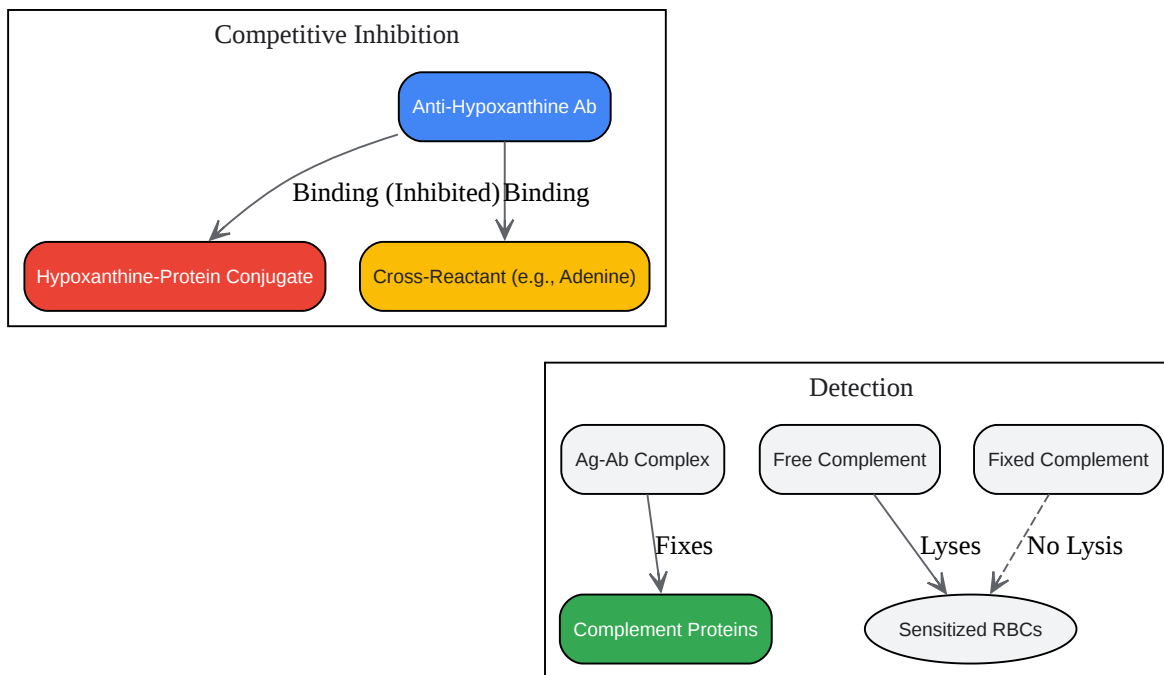 Competitive Inhibition
Anti-Hypoxanthine Ab
Binding (Inhibited)
Binding
Hypoxanthine-Protein Conjugate
Cross-Reactant (e.g., Adenine)
Detection
Ag-Ab Complex
Free Complement
Fixed Complement
Fixes
Lyses
No Lysis
Complement Proteins
Sensitized RBCs